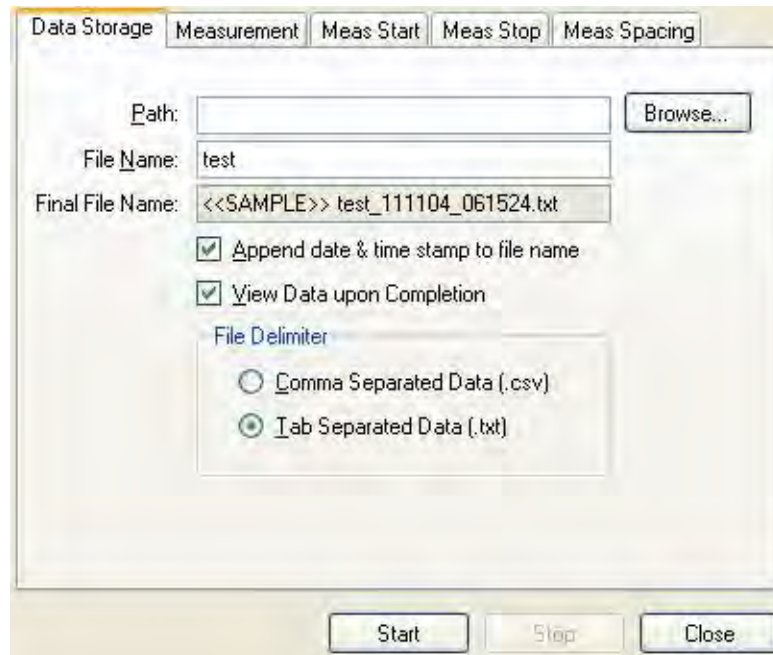 Data Storage Measurement Meas Start Meas Stop Meas Spacing
Path: Browse...
File Name: test
Final File Name: <<SAMPLE>> test_111104_061524.txt
Append date & time stamp to file name
View Data upon Completion
File Delimiter
Comma Separated Data (.csv)
Tab Separated Data (.txt)
Start Stop Close